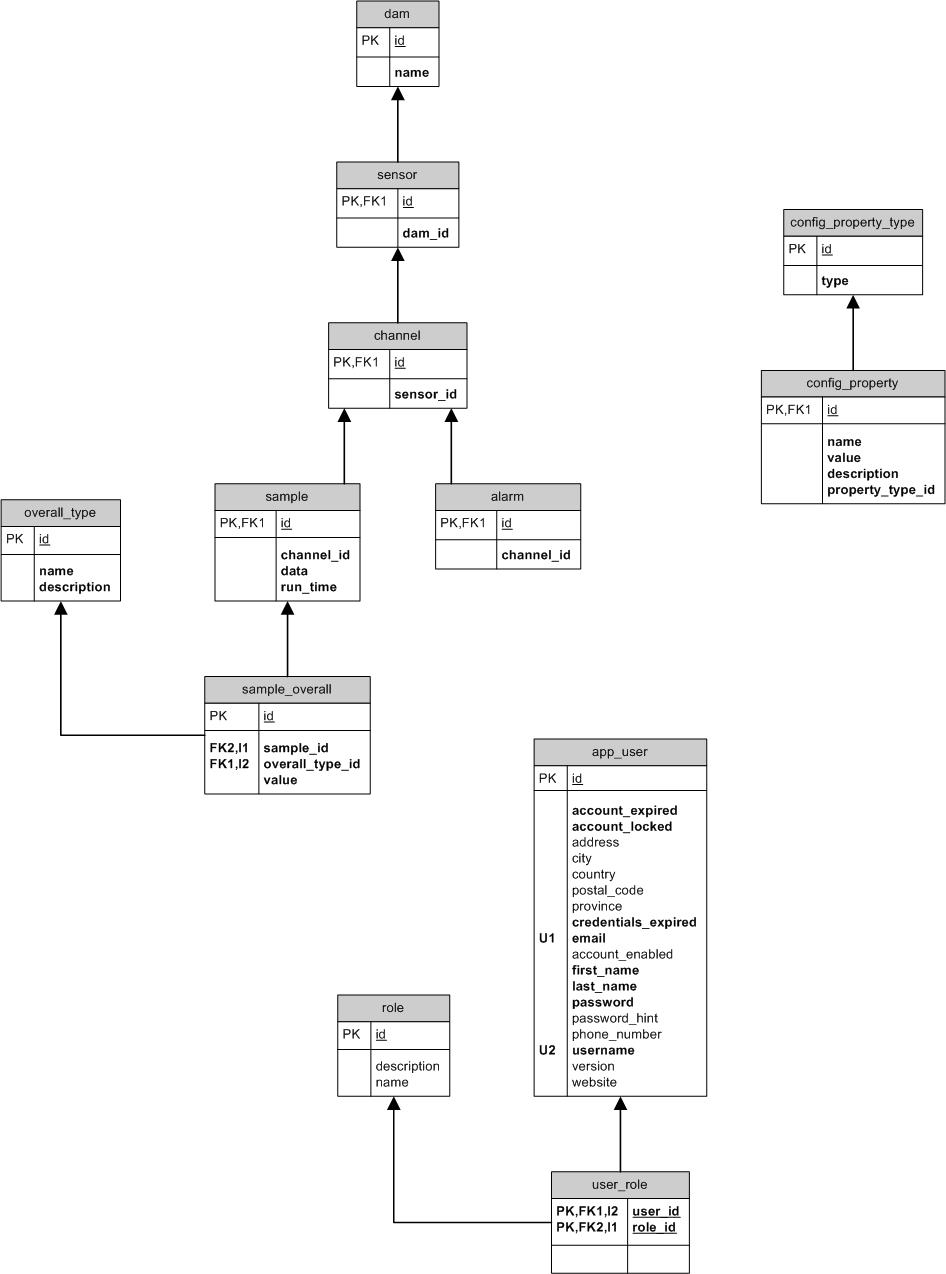 dam
PK id
name
sensor
PK,FK1 id
dam_id
config_property_type
PK id
type
channel
PK,FK1 id
sensor_id
config_property
PK,FK1 id
name
value
description
property_type_id
sample
PK,FK1 id
channel_id
data
run_time
alarm
PK,FK1 id
channel_id
overall_type
PK id
name
description
sample_overall
PK id
FK2,I1 sample_id
FK1,I2 overall_type_id
value
app_user
PK id
account_expired
account_locked
address
city
country
postal_code
province
credentials_expired
U1 email
account_enabled
first_name
last_name
password
password_hint
phone_number
U2 username
version
website
role
PK id
description
name
user_role
PK,FK1,I2 user_id
PK,FK2,I1 role_id